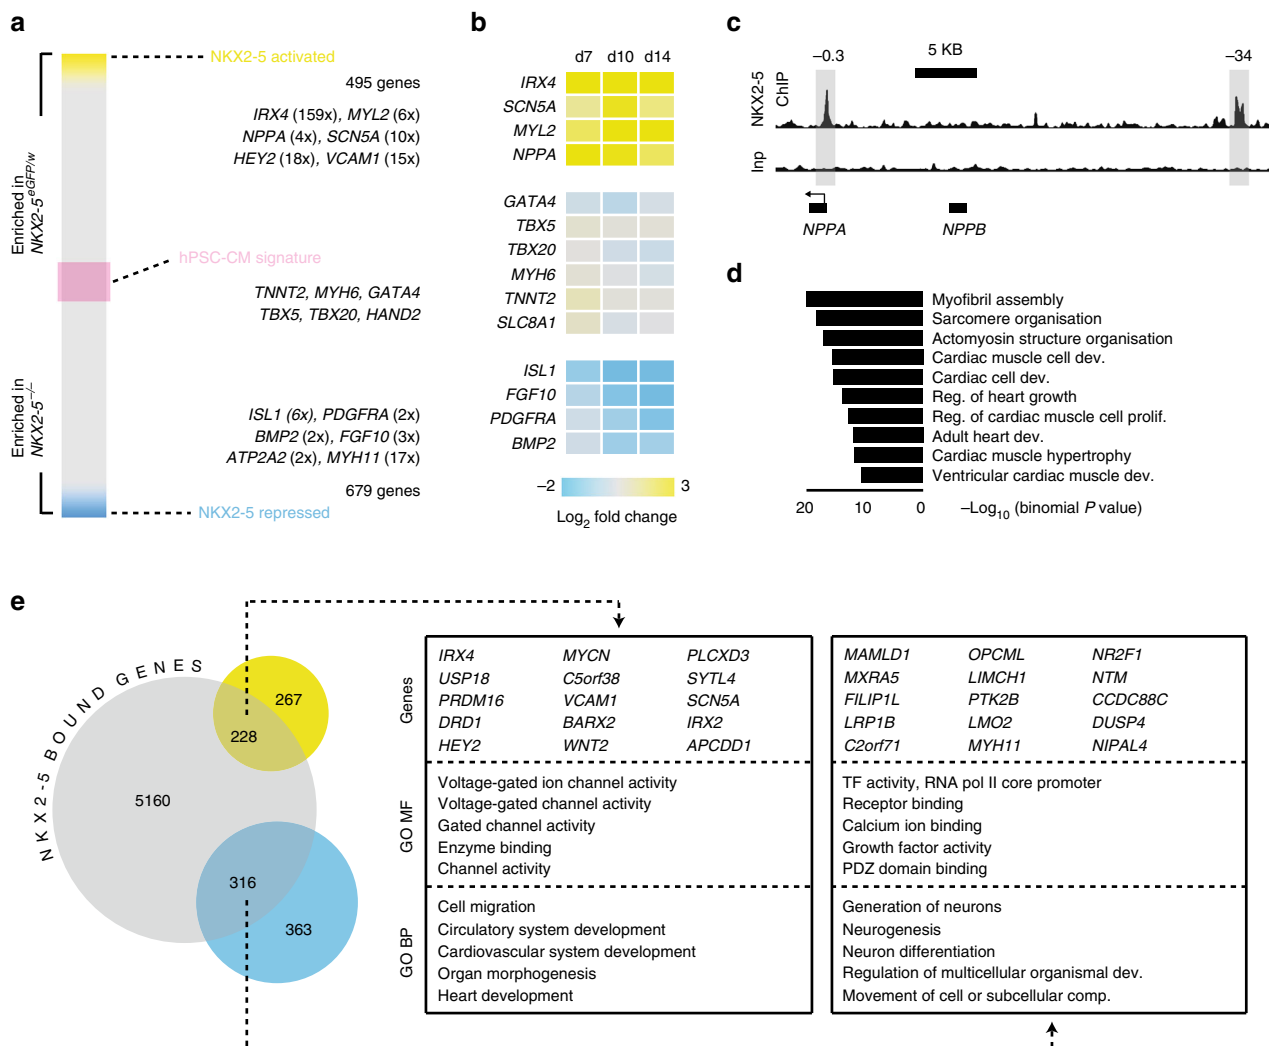 a
NKX2-5 activated
495 genes
IRX4 (159x), MYL2 (6x)
NPPA (4x), SCN5A (10x)
HEY2 (18x), VCAM1 (15x)
Enriched in
NKX2-5eGFP/w
hPSC-CM signature
TNNT2, MYH6, GATA4
TBX5, TBX20, HAND2
Enriched in
NKX2-5–/–
ISL1 (6x), PDGFRA (2x)
BMP2 (2x), FGF10 (3x)
ATP2A2 (2x), MYH11 (17x)
679 genes
NKX2-5 repressed
b
d7 d10 d14
IRX4
SCN5A
MYL2
NPPA
GATA4
TBX5
TBX20
MYH6
TNNT2
SLC8A1
ISL1
FGF10
PDGFRA
BMP2
–2 3
Log2 fold change
c
–0.3 5 KB –34
NKX2-5
ChIP
Inp
NPPA NPPB
d
Myofibril assembly
Sarcomere organisation
Actomyosin structure organisation
Cardiac muscle cell dev.
Cardiac cell dev.
Reg. of heart growth
Reg. of cardiac muscle cell prolif.
Adult heart dev.
Cardiac muscle hypertrophy
Ventricular cardiac muscle dev.
20 10 0 –Log10 (binomial P value)
e
NKX2-5 BOUND GENES
267
228
5160
316
363
Genes
IRX4 MYCN PLCXD3
USP18 C5orf38 SYTL4
PRDM16 VCAM1 SCN5A
DRD1 BARX2 IRX2
HEY2 WNT2 APCDD1
GO MF
Voltage-gated ion channel activity
Voltage-gated channel activity
Gated channel activity
Enzyme binding
Channel activity
GO BP
Cell migration
Circulatory system development
Cardiovascular system development
Organ morphogenesis
Heart development
MAMLD1 OPCML NR2F1
MXRA5 LIMCH1 NTM
FILIP1L PTK2B CCDC88C
LRP1B LMO2 DUSP4
C2orf71 MYH11 NIPAL4
TF activity, RNA pol II core promoter
Receptor binding
Calcium ion binding
Growth factor activity
PDZ domain binding
Generation of neurons
Neurogenesis
Neuron differentiation
Regulation of multicellular organismal dev.
Movement of cell or subcellular comp.